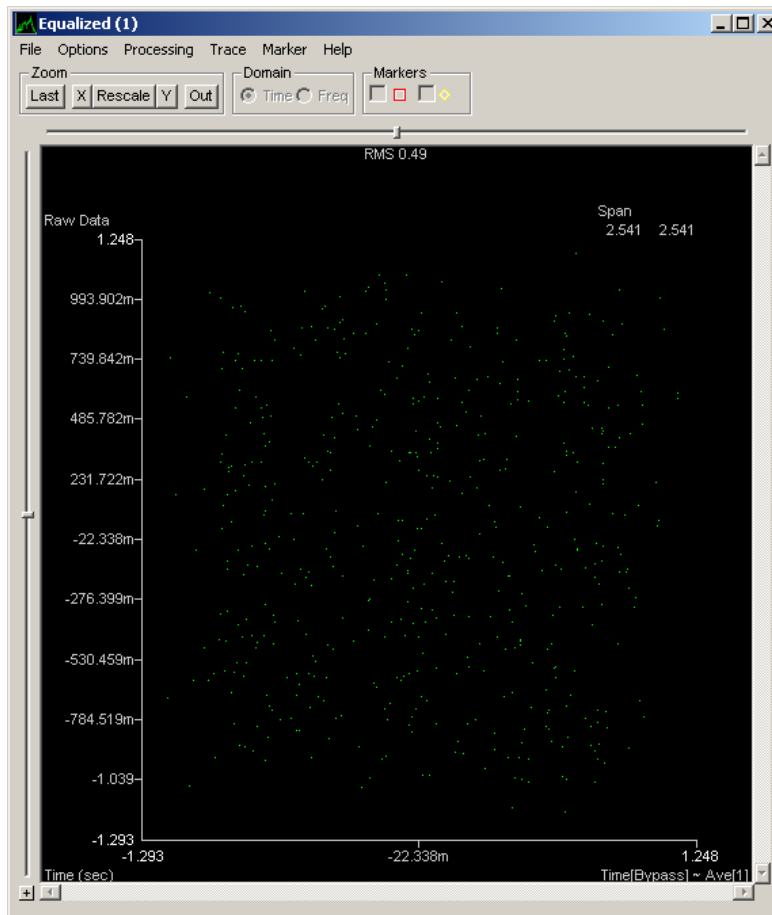 Equalized (1)
File Options Processing Trace Marker Help
Zoom Domain Markers
Last X Rescale Y Out Time Freq
RMS 0.49
Span
Raw Data 2.541 2.541
1.248
993.902m
739.842m
485.782m
231.722m
-22.338m
-276.399m
-530.459m
-784.519m
-1.039
-1.293
-1.293 -22.338m 1.248
Time (sec) Time[Bypass] ~ Ave[1]
+